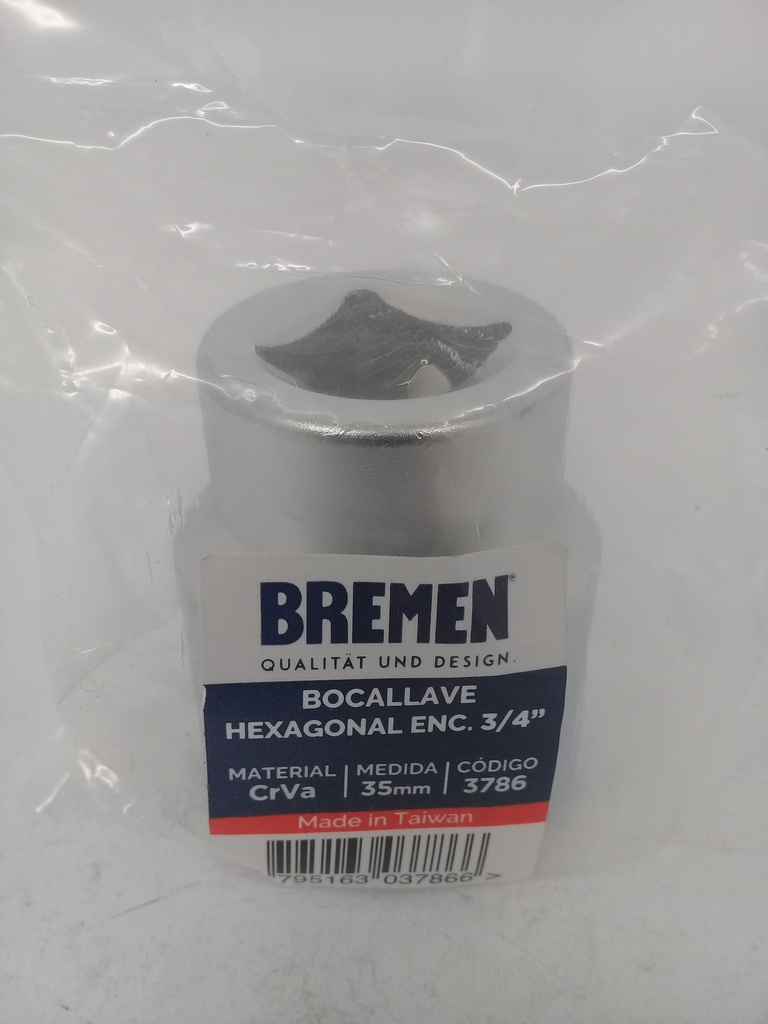 BREMEN®
QUALITÄT UND DESIGN.
BOCALLAVE
HEXAGONAL ENC. 3/4”
MATERIAL | MEDIDA | CÓDIGO
CrVa | 35mm | 3786
Made in Taiwan
795163 037866 >